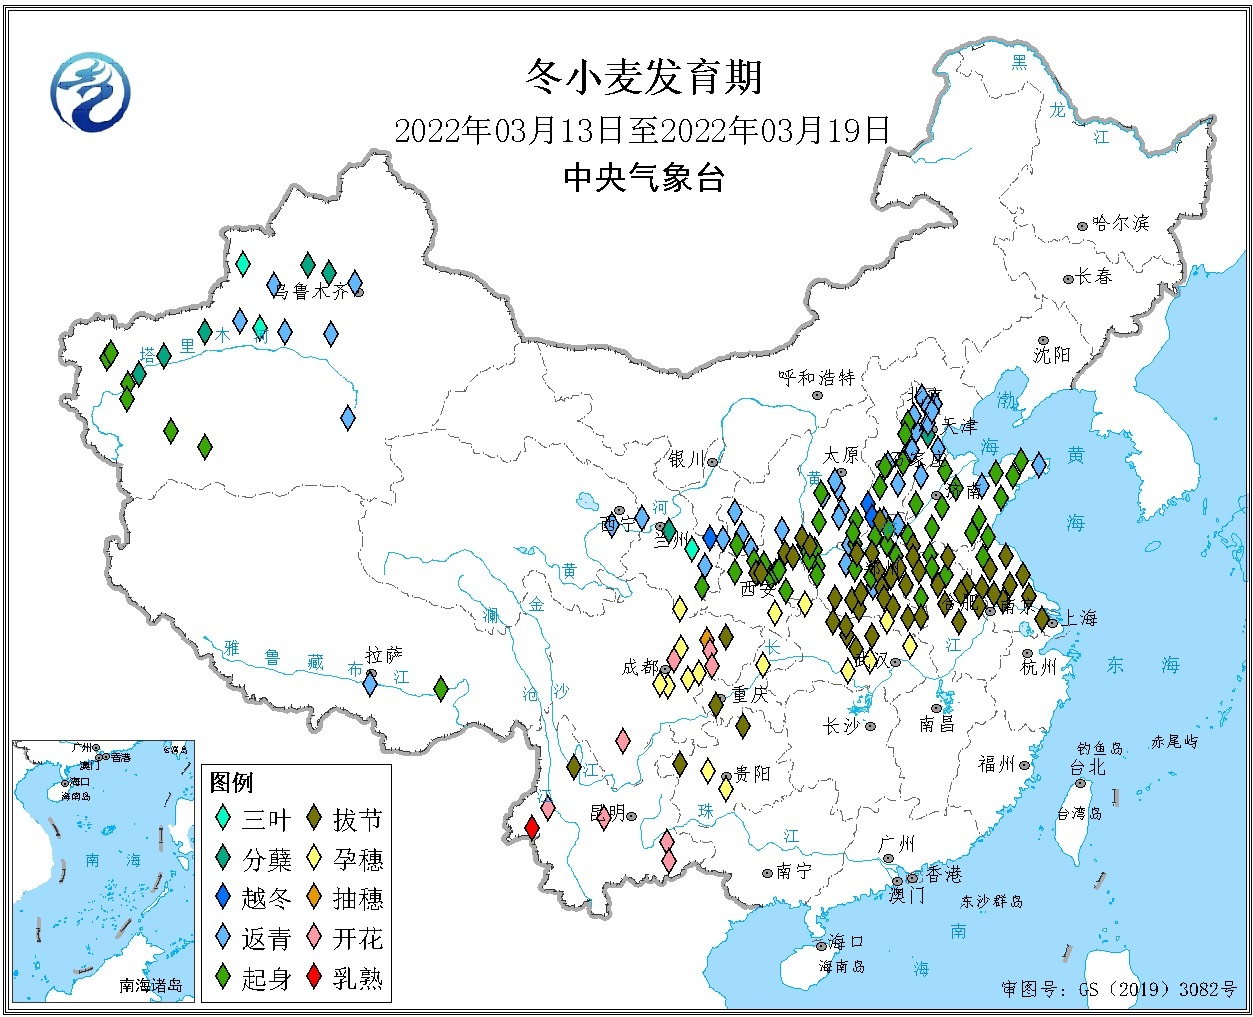 冬小麦发育期
2022年03月13日至2022年03月19日
中央气象台
黑
龙
江
哈尔滨
长春
沈阳
乌鲁木齐
塔
里
木
河
呼和浩特
北京
天津
渤
海
黄
海
银川
太原
石家庄
济南
黄
河
西宁
兰州
黄
西安
郑州
合肥
南京
上海
澜
金
雅
鲁
藏
布
江
拉萨
沧
沙
成都
长
江
武汉
杭州
东
海
重庆
长沙
南昌
钓鱼岛
赤尾屿
福州
台北
台湾岛
江
江
贵阳
昆明
珠
江
广州
南宁
香港
澳门
东沙群岛
南
海
海口
海南岛
广州
香港
澳门
台湾岛
海口
海南岛
南
海
南海诸岛
图例
三叶
拔节
分蘖
孕穗
越冬
抽穗
返青
开花
起身
乳熟
审图号：GS（2019）3082号